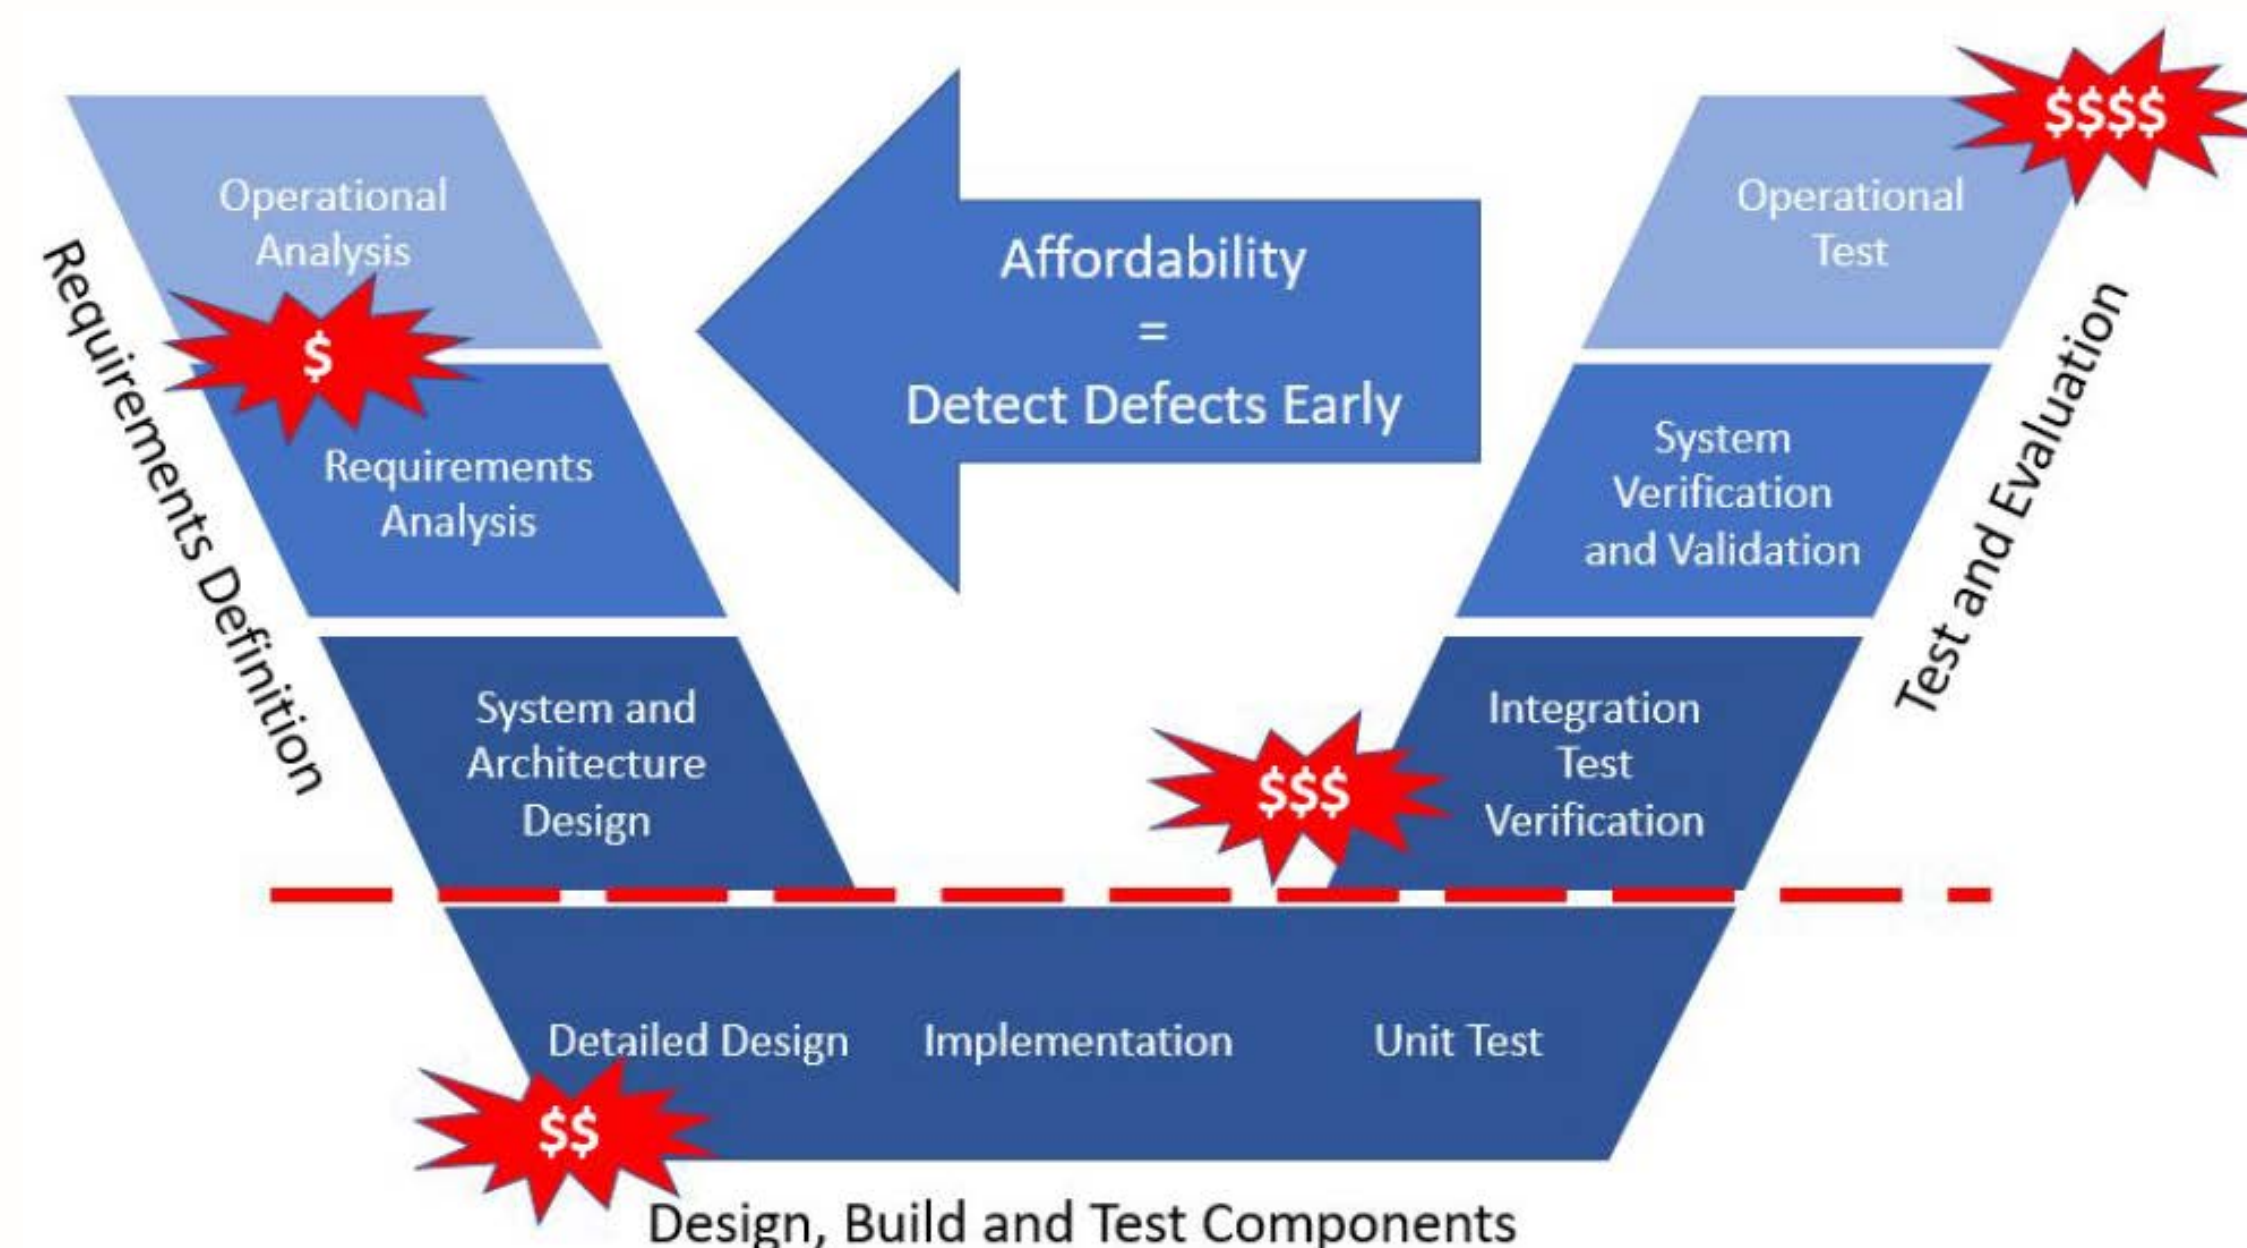 Operational
Analysis
$
Requirements
Analysis
System and
Architecture
Design
Requirements Definition
Affordability
=
Detect Defects Early
$$$$
Operational
Test
System
Verification
and Validation
Integration
Test
Verification
$$$
Test and Evaluation
Detailed Design
Implementation
Unit Test
$$
Design, Build and Test Components